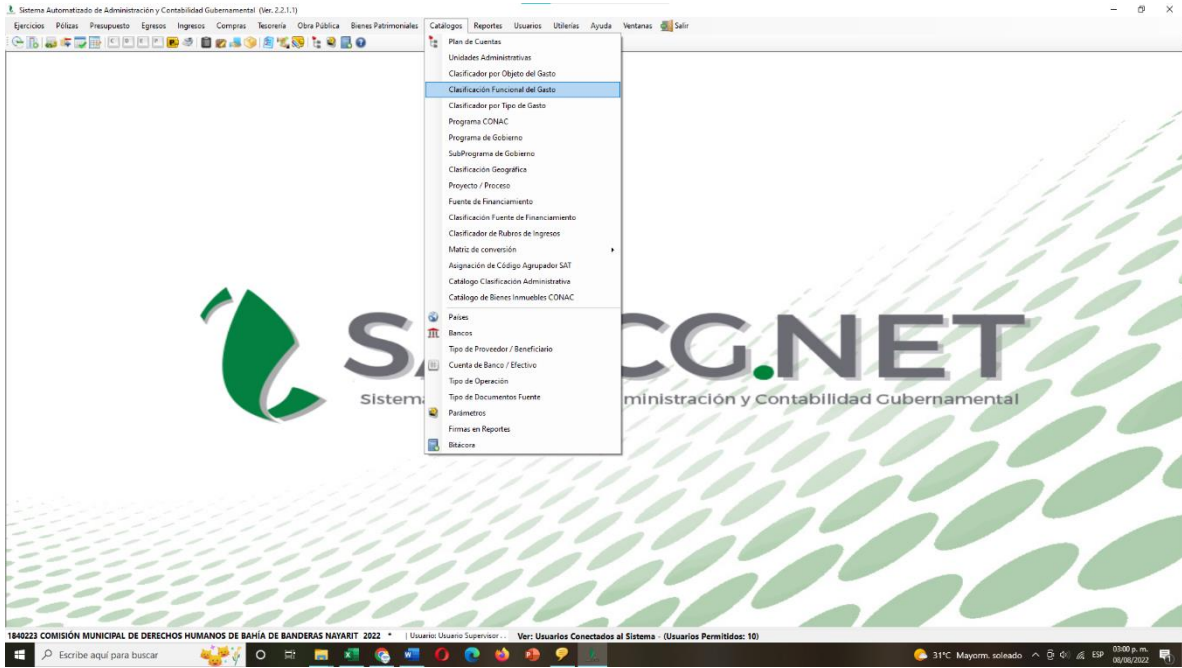 Sistema Automatizado de Administración y Contabilidad Gubernamental (Ver. 2.2.1.1)
Ejercicios Pólizas Presupuesto Egresos Ingresos Compras Tesorería Obra Pública Bienes Patrimoniales Catálogos Reportes Usuarios Utilerías Ayuda Ventanas Salir
Plan de Cuentas
Unidades Administrativas
Clasificador por Objeto del Gasto
Clasificación Funcional del Gasto
Clasificador por Tipo de Gasto
Programa CONAC
Programa de Gobierno
SubPrograma de Gobierno
Clasificación Geográfica
Proyecto / Proceso
Fuente de Financiamiento
Clasificación Fuente de Financiamiento
Clasificador de Rubros de Ingresos
Matriz de conversión
Asignación de Código Agrupador SAT
Catálogo Clasificación Administrativa
Catálogo de Bienes Inmuebles CONAC
Países
Bancos
Tipo de Proveedor / Beneficiario
Cuenta de Banco / Efectivo
Tipo de Operación
Tipo de Documentos Fuente
Parámetros
Firmas en Reportes
Bitácora
S CG.NET
Sistem ministración y Contabilidad Gubernamental
1840223 COMISIÓN MUNICIPAL DE DERECHOS HUMANOS DE BAHÍA DE BANDERAS NAYARIT 2022 * | Usuario: Usuario Supervisor . . Ver: Usuarios Conectados al Sistema - (Usuarios Permitidos: 10)
Escribe aquí para buscar
31°C Mayorm. soleado ESP 03:00 p. m.
08/08/2022